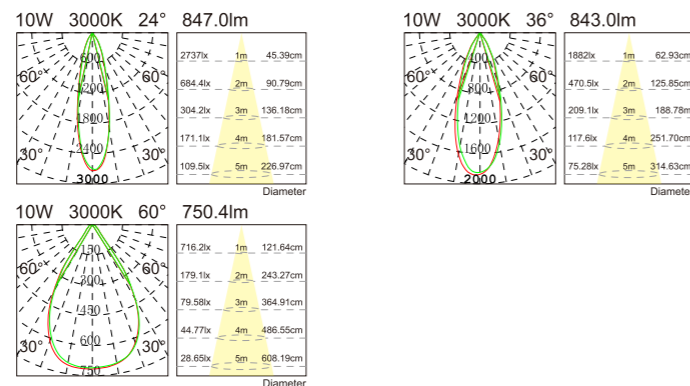 10W 3000K 24° 847.0lm
600
1200
1800
2400
3000
60° 60°
30° 30°
2737lx 1m 45.39cm
684.4lx 2m 90.79cm
304.2lx 3m 136.18cm
171.1lx 4m 181.57cm
109.5lx 5m 226.97cm
Diameter
10W 3000K 36° 843.0lm
400
800
1200
1600
2000
60° 60°
30° 30°
1882lx 1m 62.93cm
470.5lx 2m 125.85cm
209.1lx 3m 188.78cm
117.6lx 4m 251.70cm
75.28lx 5m 314.63cm
Diameter
10W 3000K 60° 750.4lm
150
300
450
600
750
60° 60°
30° 30°
716.2lx 1m 121.64cm
179.1lx 2m 243.27cm
79.58lx 3m 364.91cm
44.77lx 4m 486.55cm
28.65lx 5m 608.19cm
Diameter